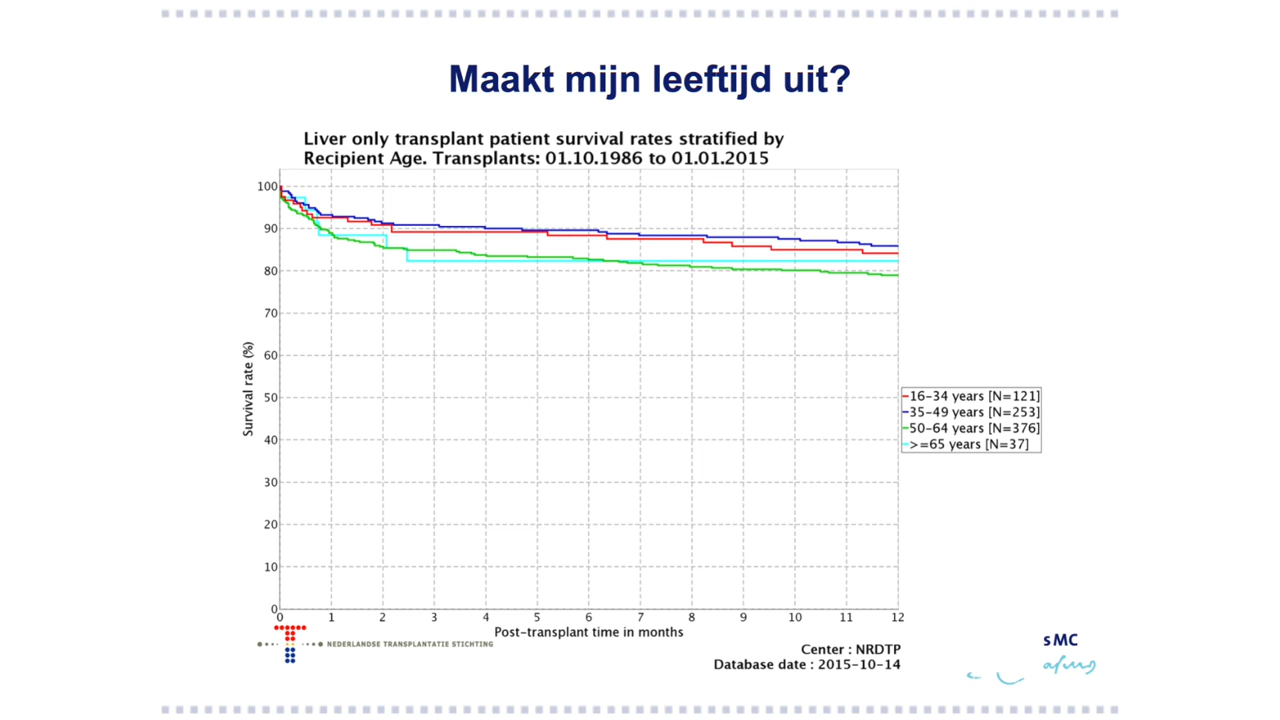 Maakt mijn leeftijd uit?
Liver only transplant patient survival rates stratified by
Recipient Age. Transplants: 01.10.1986 to 01.01.2015
100
90
80
70
60
50
40
30
20
10
0
Survival rate (%)
0 1 2 3 4 5 6 7 8 9 10 11 12
Post-transplant time in months
16-34 years [N=121]
35-49 years [N=253]
50-64 years [N=376]
>=65 years [N=37]
NEDERLANDSE TRANSPLANTATIE STICHTING
Center : NRDTP
Database date : 2015-10-14
sMC